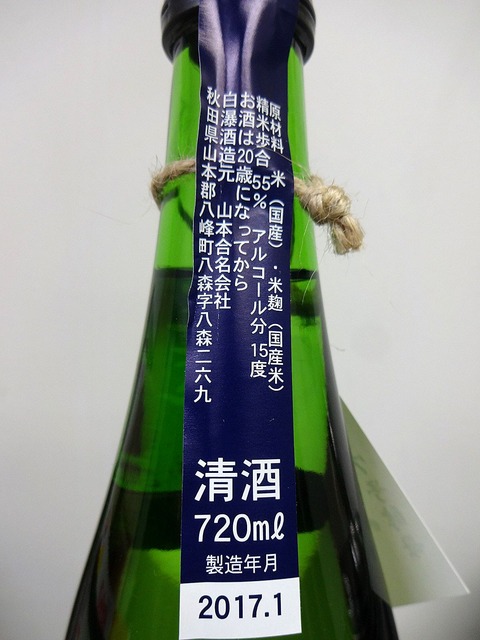 原材料 米（国産）・米麹（国産米）
精米歩合 55% アルコール分 15度
お酒は20歳になってから
白瀑酒造元 山本合名会社
秋田県山本郡八峰町八森字八森二六九
清酒
720mℓ
製造年月
2017.1